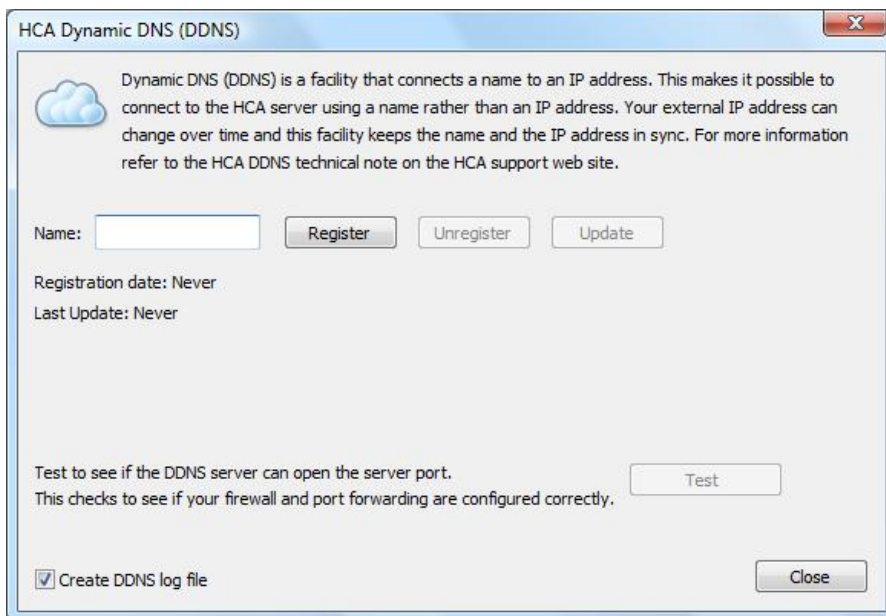 HCA Dynamic DNS (DDNS)
Dynamic DNS (DDNS) is a facility that connects a name to an IP address. This makes it possible to
connect to the HCA server using a name rather than an IP address. Your external IP address can
change over time and this facility keeps the name and the IP address in sync. For more information
refer to the HCA DDNS technical note on the HCA support web site.
Name: Register Unregister Update
Registration date: Never
Last Update: Never
Test to see if the DDNS server can open the server port.
This checks to see if your firewall and port forwarding are configured correctly.
Test
Create DDNS log file
Close